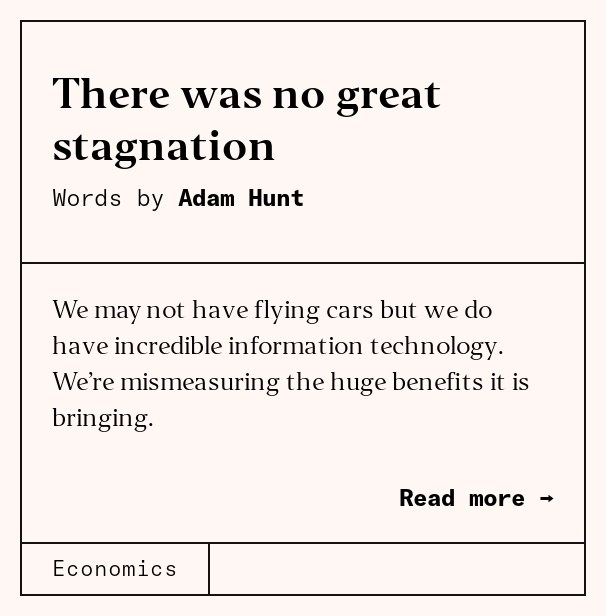 There was no great
stagnation
Words by Adam Hunt
We may not have flying cars but we do
have incredible information technology.
We’re mismeasuring the huge benefits it is
bringing.
Read more →
Economics